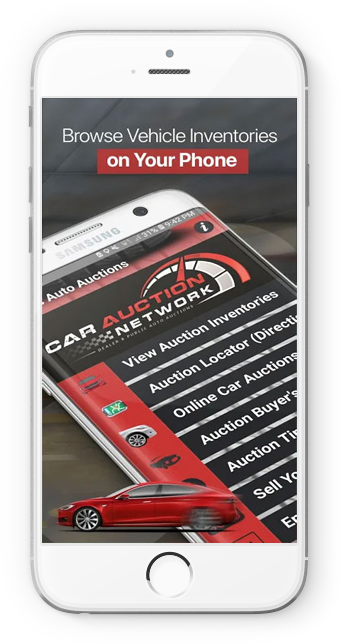 Browse Vehicle Inventories
on Your Phone
SAMSUNG
31% 9:42 PM
Auto Auctions
i
CAR AUCTION
NETWORK
DEALER & PUBLIC AUTO AUCTIONS
View Auction Inventories
Auction Locator (Directi
Online Car Auctions
Auction Buyer's
Auction Ti
Sell Yo